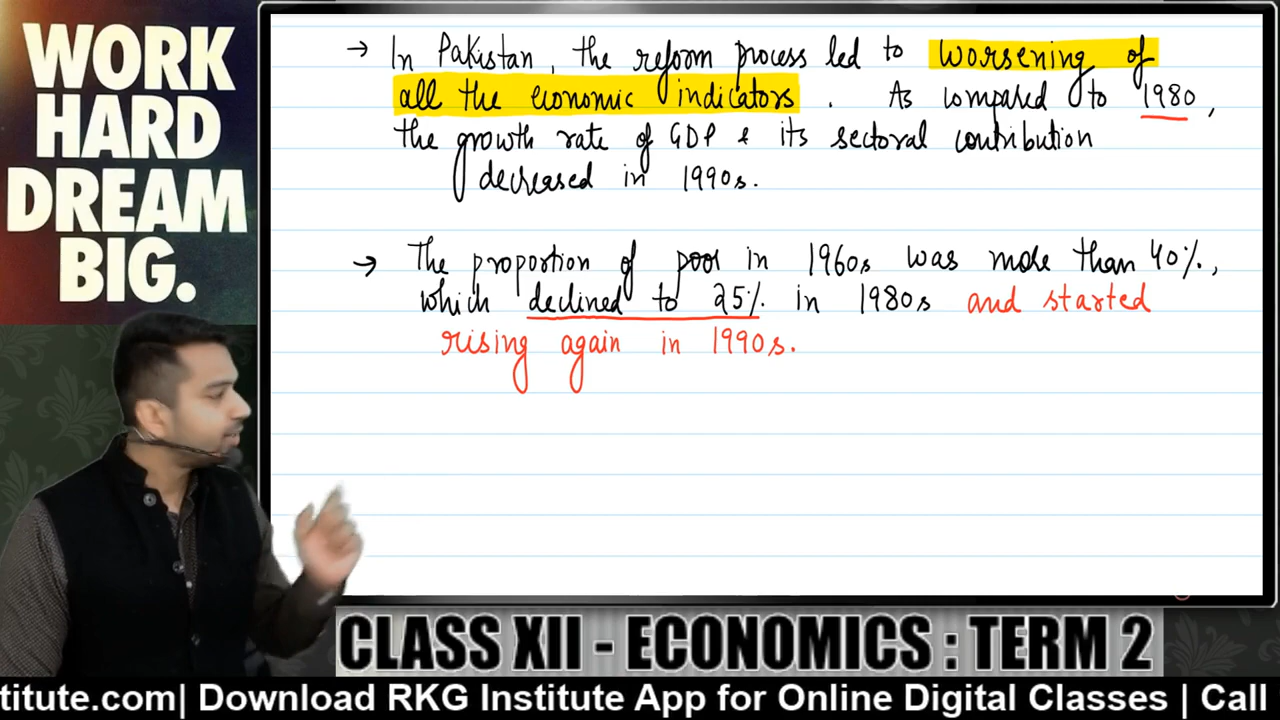 WORK
HARD
DREAM
BIG.
→ In Pakistan, the reform process led to worsening of
all the economic indicators. As compared to 1980,
the growth rate of GDP & its sectoral contribution
decreased in 1990s.
→ The proportion of poor in 1960s was more than 40%,
which declined to 25% in 1980s and started
rising again in 1990s.
CLASS XII - ECONOMICS : TERM 2
titute.com| Download RKG Institute App for Online Digital Classes | Call